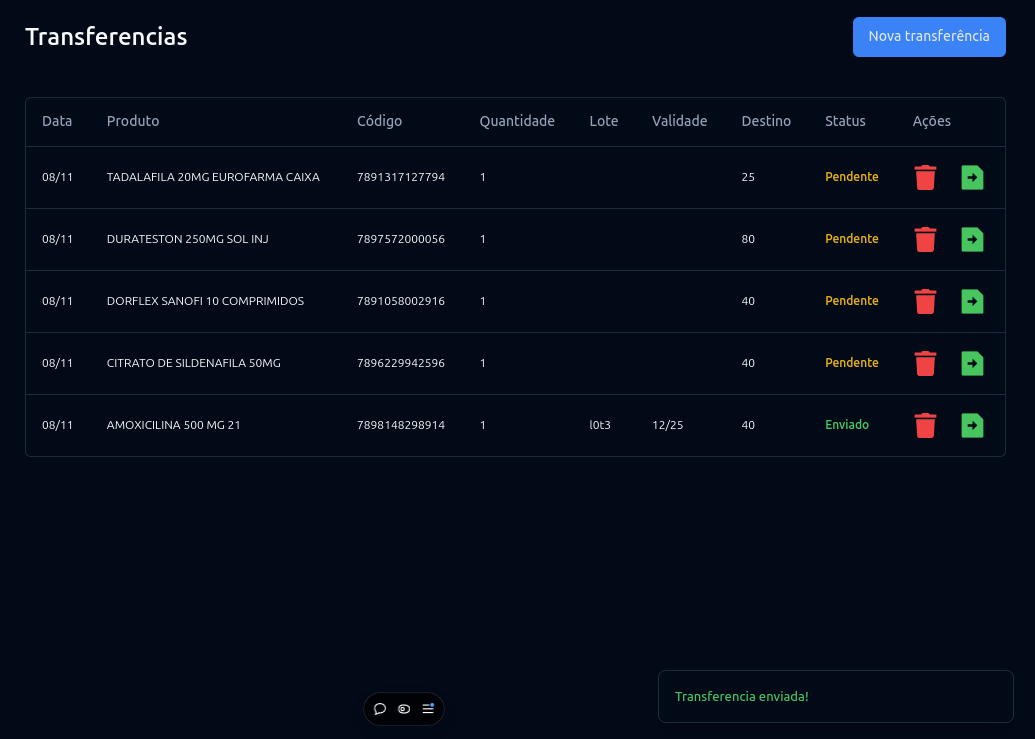 Transferencias
Nova transferência
Data Produto Código Quantidade Lote Validade Destino Status Ações
08/11 TADALAFILA 20MG EUROFARMA CAIXA 7891317127794 1 25 Pendente
08/11 DURATESTON 250MG SOL INJ 7897572000056 1 80 Pendente
08/11 DORFLEX SANOFI 10 COMPRIMIDOS 7891058002916 1 40 Pendente
08/11 CITRATO DE SILDENAFILA 50MG 7896229942596 1 40 Pendente
08/11 AMOXICILINA 500 MG 21 7898148298914 1 l0t3 12/25 40 Enviado
Transferencia enviada!